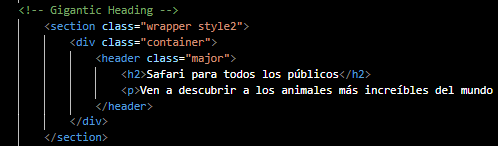 <!-- Gigantic Heading -->
<section class="wrapper style2">
<div class="container">
<header class="major">
<h2>Safari para todos los públicos</h2>
<p>Ven a descubrir a los animales más increíbles del mundo
</header>
</div>
</section>